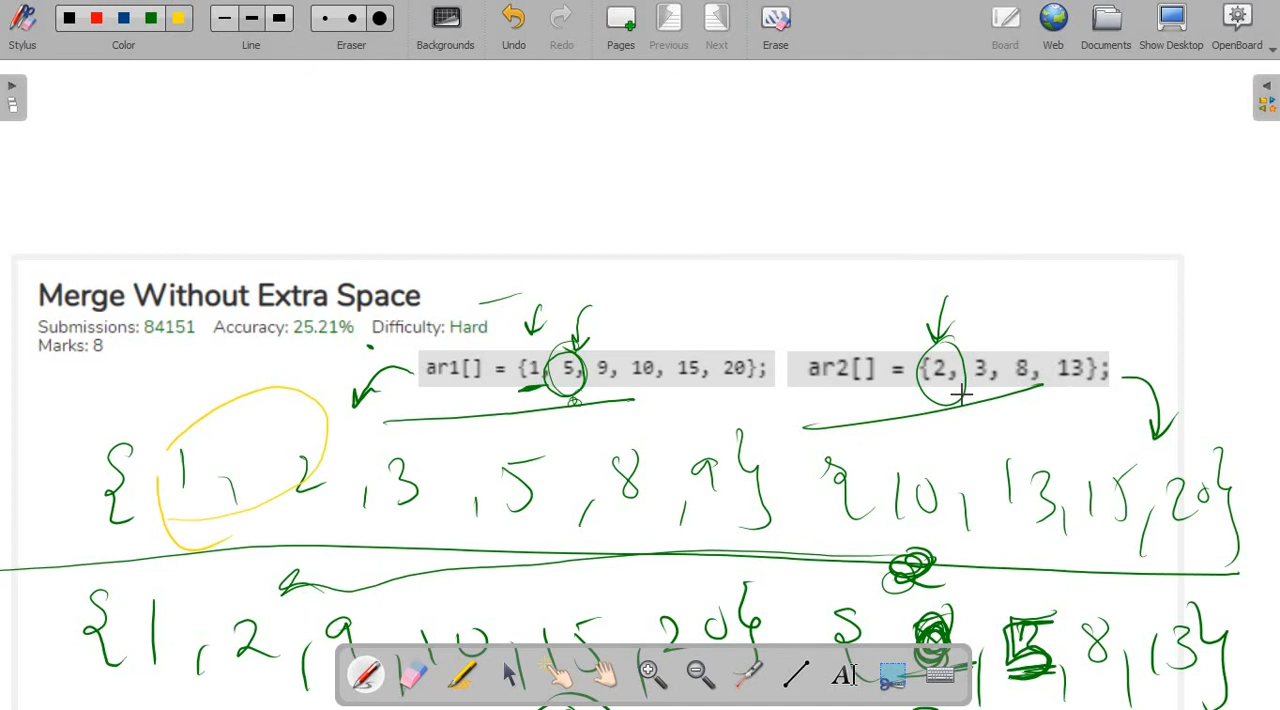 Stylus Color Line Eraser Backgrounds Undo Redo Pages Previous Next Erase Board Web Documents Show Desktop OpenBoard
Merge Without Extra Space
Submissions: 84151 Accuracy: 25.21% Difficulty: Hard
Marks: 8
ar1[] = {1, 5, 9, 10, 15, 20}; ar2[] = {2, 3, 8, 13};
{ 1, 2, 3, 5, 8, 9} { 10, 13, 15, 20}
{ 1, 2, 9, 10, 15, 20} { , 8, 13}